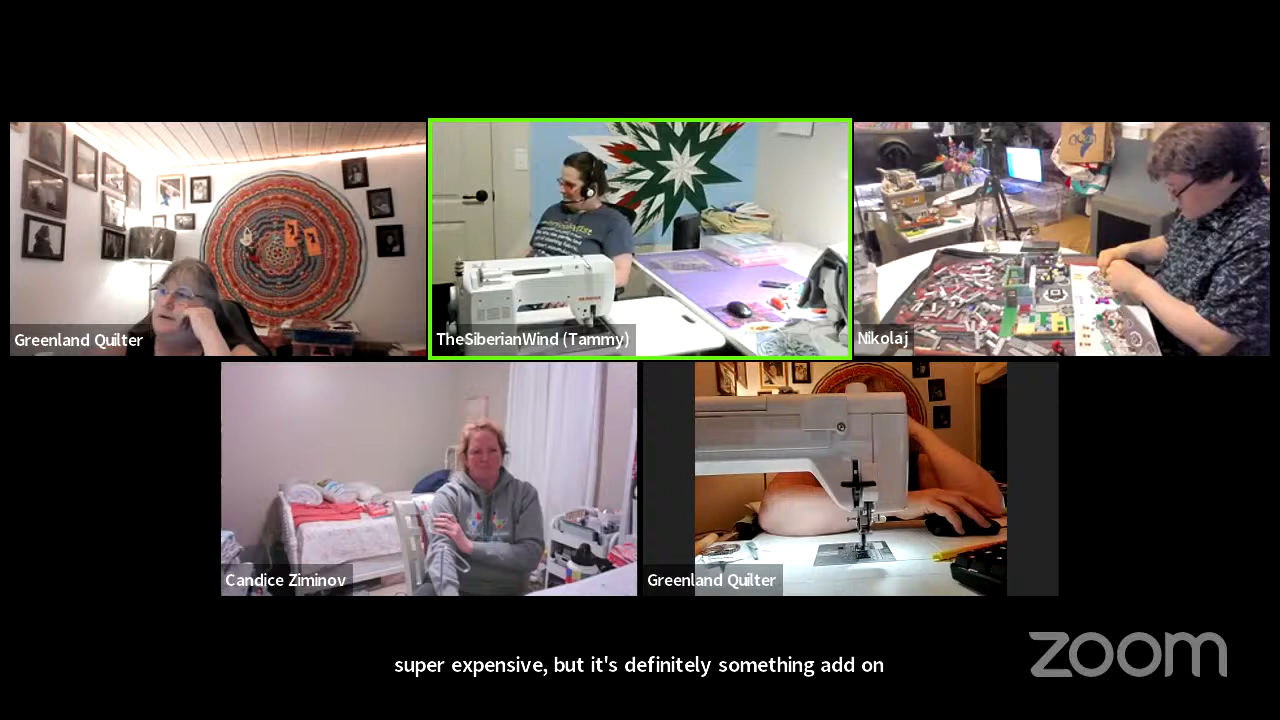 Greenland Quilter
TheSiberianWind (Tammy)
Nikolaj
Candice Ziminov
Greenland Quilter
super expensive, but it's definitely something add on
zoom